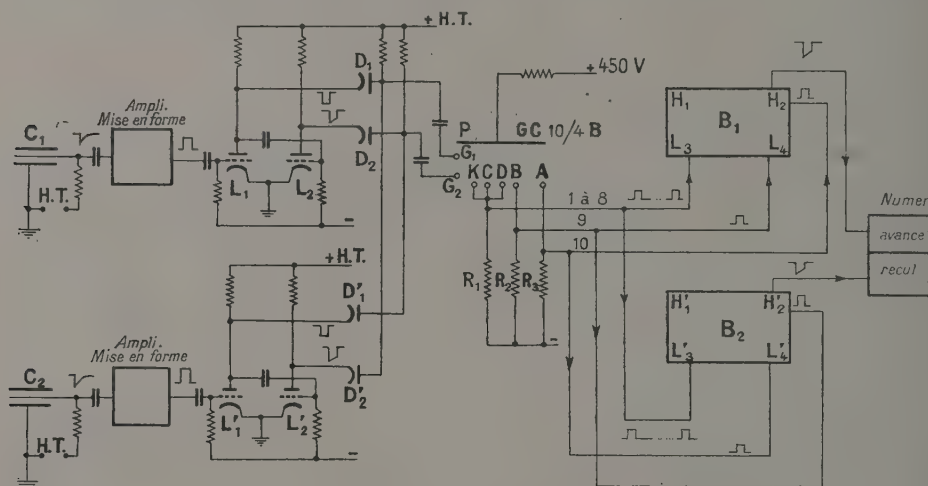 + H.T.
D₁
+450 V
Ampli.
Mise en forme
C₁
H.T.
L₁ L₂
D₂
P GC 10/4 B
G₁
G₂
K C D B A
1 à 8
9
10
R₁ R₂ R₃
-
-
H₁ H₂
B₁
L₃ L₄
Numer
avance
recul
+ H.T.
D'₁
Ampli.
Mise en forme
C₂
H.T.
L'₁ L'₂
D'₂
-
H'₁ H'₂
B₂
L'₃ L'₄